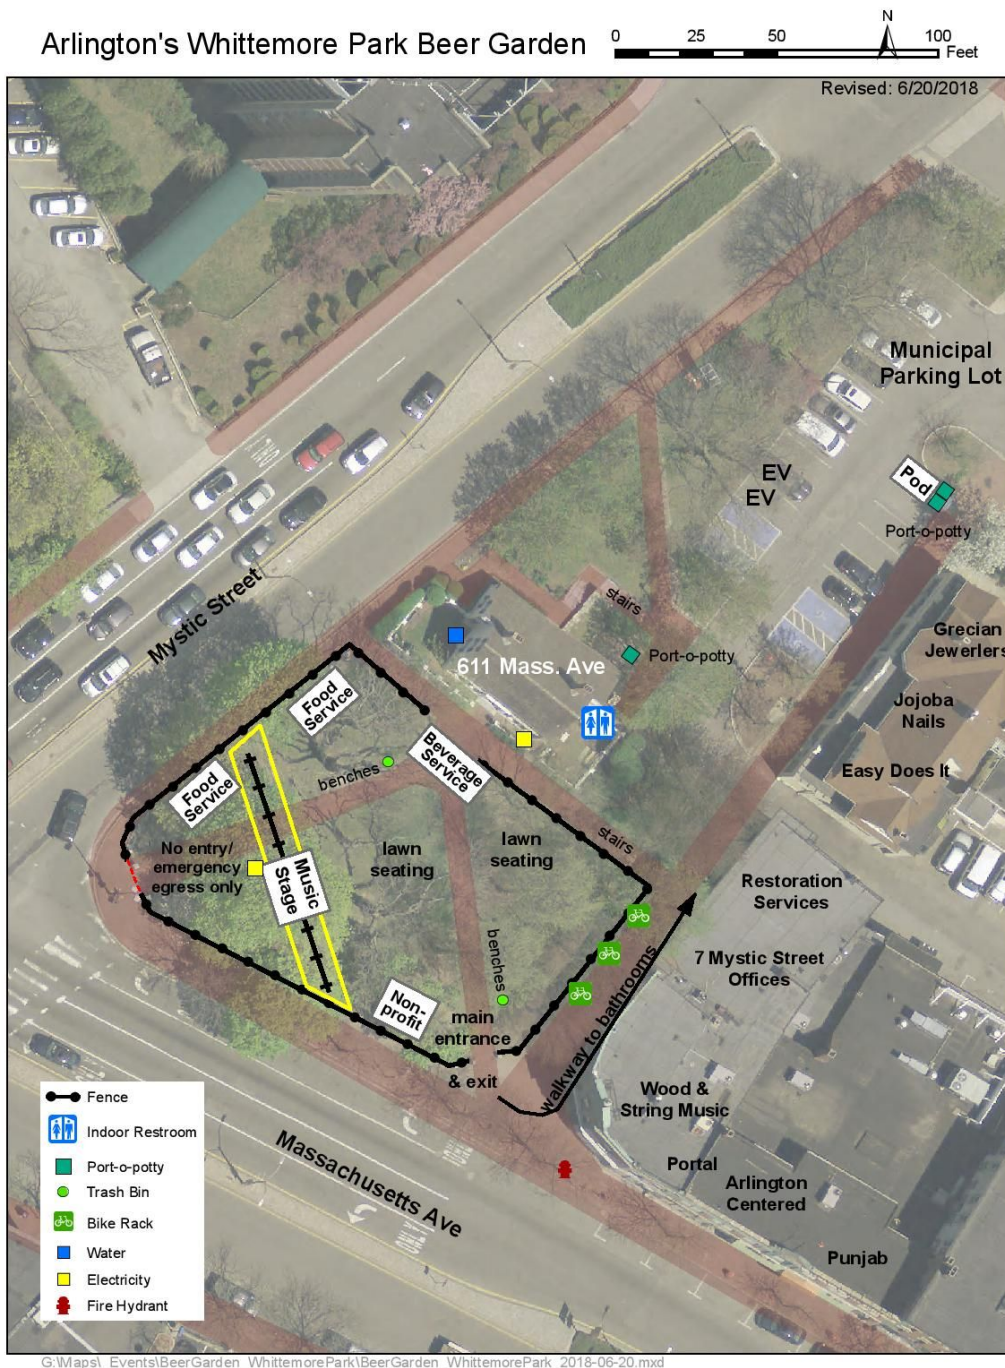 Arlington's Whittemore Park Beer Garden
0 25 50 100
Feet
N
Revised: 6/20/2018
Municipal
Parking Lot
EV
EV
Pod
Port-o-potty
Mystic Street
stairs
Port-o-potty
611 Mass. Ave
Grecian
Jewerlers
Jojoba
Nails
Easy Does It
Food
Service
Food
Service
Beverage
Service
benches
No entry/
emergency
egress only
Music
Stage
lawn
seating
lawn
seating
stairs
Restoration
Services
7 Mystic Street
Offices
benches
Non-
profit
main
entrance
& exit
walkway to bathrooms
Wood &
String Music
Portal
Arlington
Centered
Punjab
Massachusetts Ave
Fence
Indoor Restroom
Port-o-potty
Trash Bin
Bike Rack
Water
Electricity
Fire Hydrant
G:\Maps\_Events\BeerGarden_WhittemorePark\BeerGarden_WhittemorePark_2018-06-20.mxd